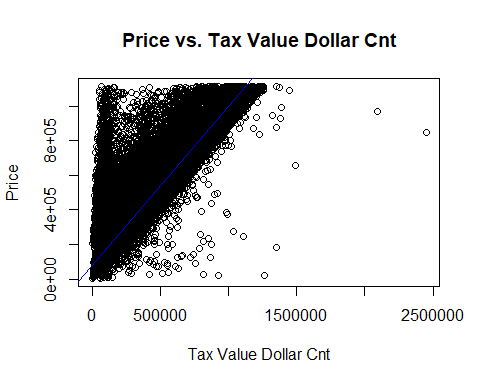 Price vs. Tax Value Dollar Cnt
Price
0e+00 4e+05 8e+05
0 500000 1500000 2500000
Tax Value Dollar Cnt